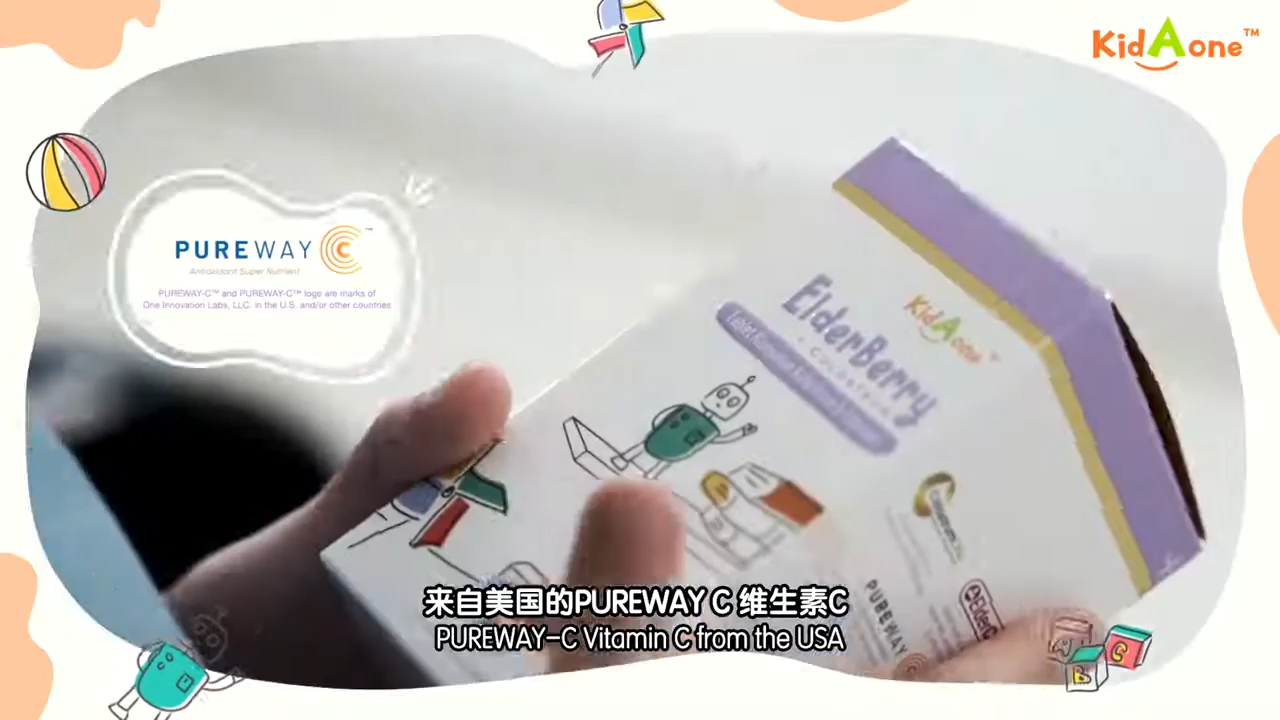 KidAone™
PUREWAY C™
Antioxidant Super Nutrient
PUREWAY-C™ and PUREWAY-C™ logo are marks of
One Innovation Labs, LLC. in the U.S. and/or other countries
KidAone
ElderBerry
+ COLOSTRUM
PUREWAY
来自美国的PUREWAY C 维生素C
PUREWAY-C Vitamin C from the USA
B
C